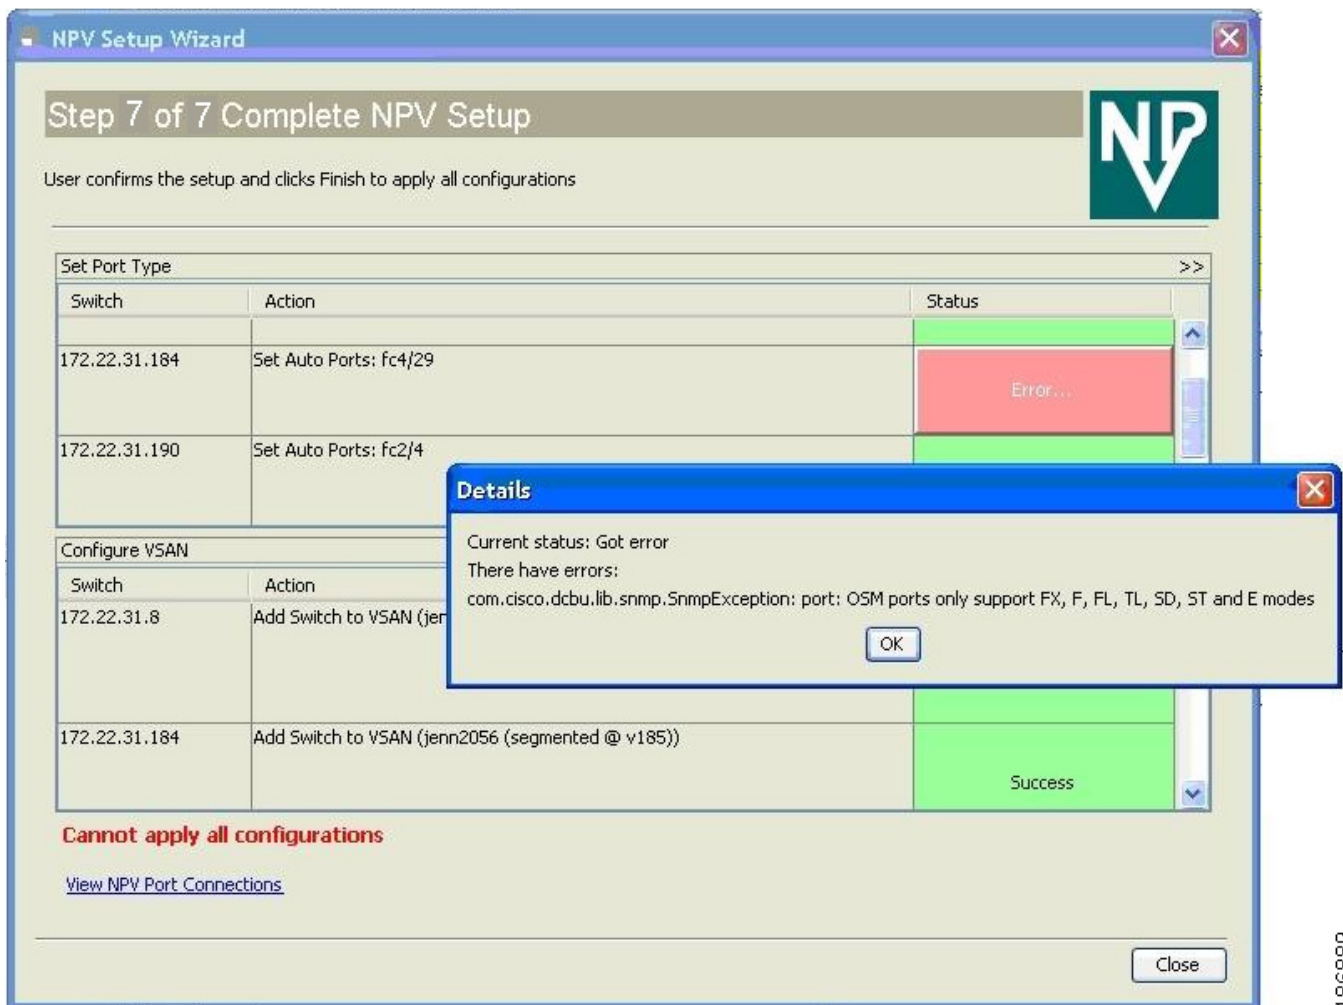 NPV Setup Wizard
Step 7 of 7 Complete NPV Setup
NPV
User confirms the setup and clicks Finish to apply all configurations
Set Port Type >>
Switch Action Status
172.22.31.184 Set Auto Ports: fc4/29 Error...
172.22.31.190 Set Auto Ports: fc2/4
Details
Current status: Got error
There have errors:
com.cisco.dcbu.lib.snmp.SnmpException: port: OSM ports only support FX, F, FL, TL, SD, ST and E modes
OK
Configure VSAN
Switch Action
172.22.31.8 Add Switch to VSAN (jer
172.22.31.184 Add Switch to VSAN (jenn2056 (segmented @ v185)) Success
Cannot apply all configurations
View NPV Port Connections
Close